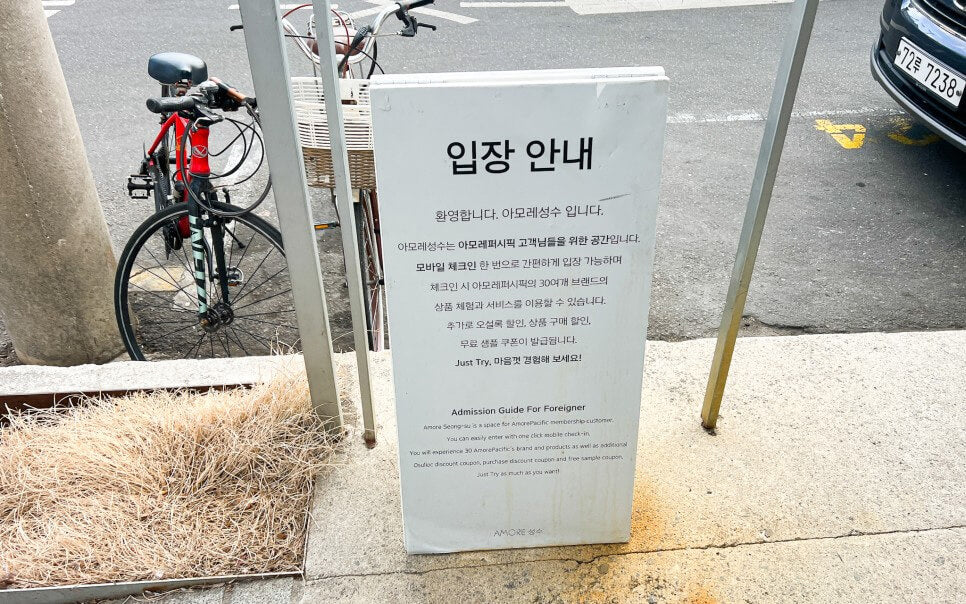 72루 7238
입장 안내
환영합니다. 아모레성수 입니다.
아모레성수는 아모레퍼시픽 고객님들을 위한 공간입니다.
모바일 체크인 한 번으로 간편하게 입장 가능하며
체크인 시 아모레퍼시픽의 30여개 브랜드의
상품 체험과 서비스를 이용할 수 있습니다.
추가로 오설록 할인, 상품 구매 할인,
무료 샘플 쿠폰이 발급됩니다.
Just Try, 마음껏 경험해 보세요!
Admission Guide For Foreigner
Amore Seong-su is a space for AmorePacific membership customer.
You can easily enter with one click mobile check-in.
You will experience 30 AmorePacific's brand and products as well as additional
Osulloc discount coupon, purchase discount coupon and free sample coupon.
Just Try as much as you want!
AMORE 성수